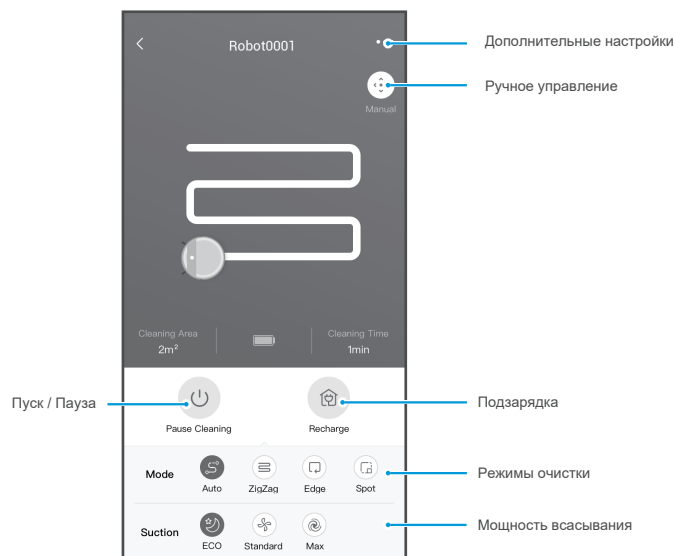 Robot0001
Дополнительные настройки
Ручное управление
Manual
Cleaning Area
2m²
Cleaning Time
1min
Пуск / Пауза
Подзарядка
Pause Cleaning
Recharge
Mode
Auto
ZigZag
Edge
Spot
Режимы очистки
Suction
ECO
Standard
Max
Мощность всасывания